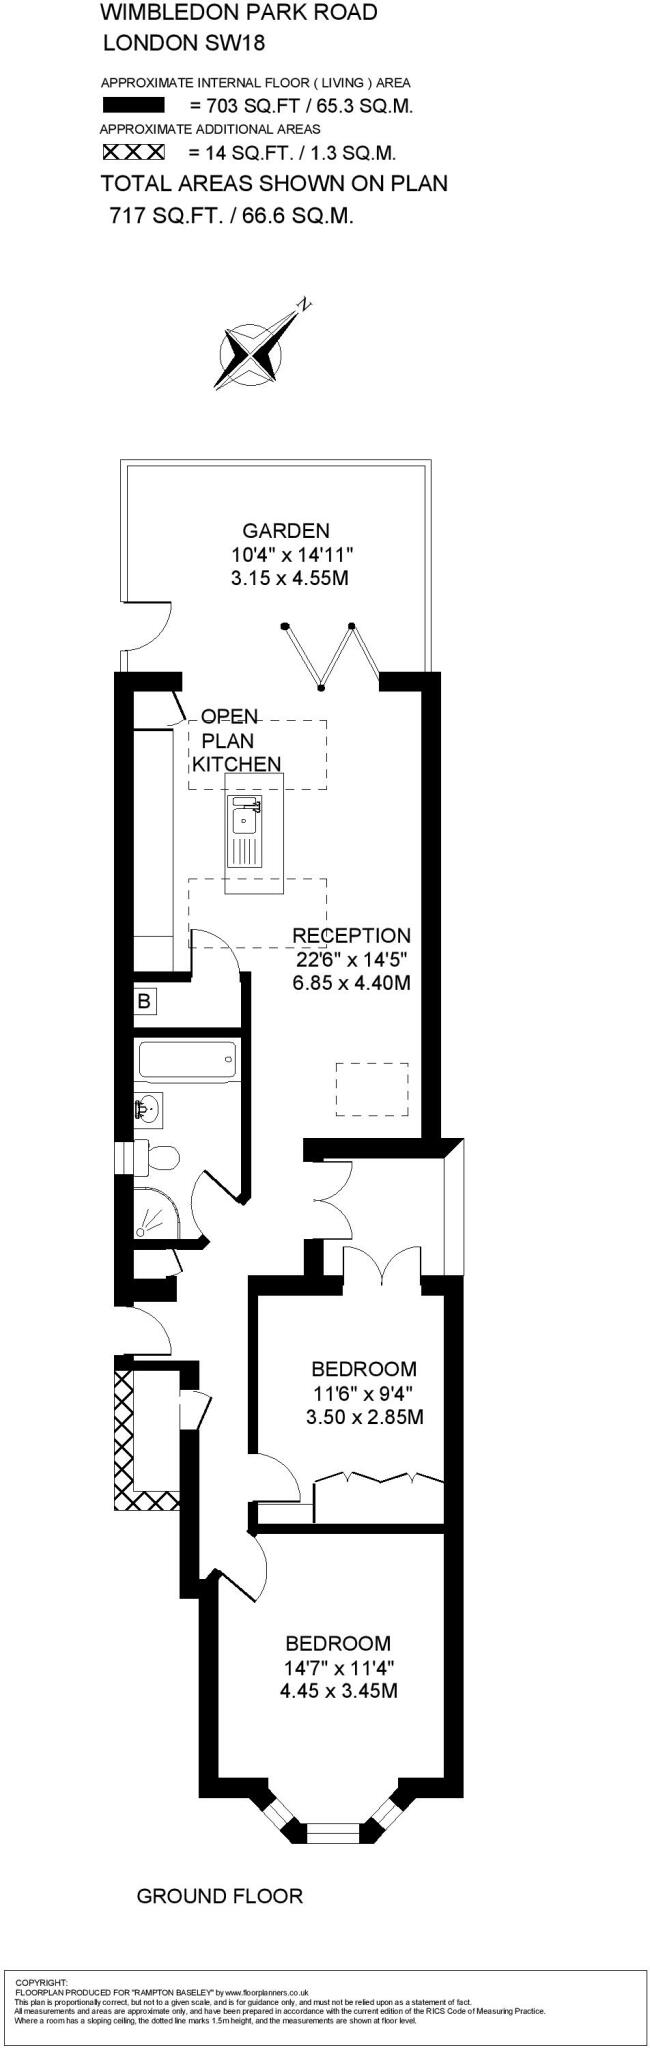 WIMBLEDON PARK ROAD
LONDON SW18
APPROXIMATE INTERNAL FLOOR ( LIVING ) AREA
= 703 SQ.FT / 65.3 SQ.M.
APPROXIMATE ADDITIONAL AREAS
= 14 SQ.FT. / 1.3 SQ.M.
TOTAL AREAS SHOWN ON PLAN
717 SQ.FT. / 66.6 SQ.M.
N
GARDEN
10'4" x 14'11"
3.15 x 4.55M
OPEN
PLAN
KITCHEN
RECEPTION
22'6" x 14'5"
6.85 x 4.40M
B
BEDROOM
11'6" x 9'4"
3.50 x 2.85M
BEDROOM
14'7" x 11'4"
4.45 x 3.45M
GROUND FLOOR
COPYRIGHT:
FLOORPLAN PRODUCED FOR "RAMPTON BASELEY" by www.floorplanners.co.uk
This plan is proportionally correct, but not to a given scale, and is for guidance only, and must not be relied upon as a statement of fact.
All measurements and areas are approximate only, and have been prepared in accordance with the current edition of the RICS Code of Measuring Practice.
Where a room has a sloping ceiling, the dotted line marks 1.5m height, and the measurements are shown at floor level.